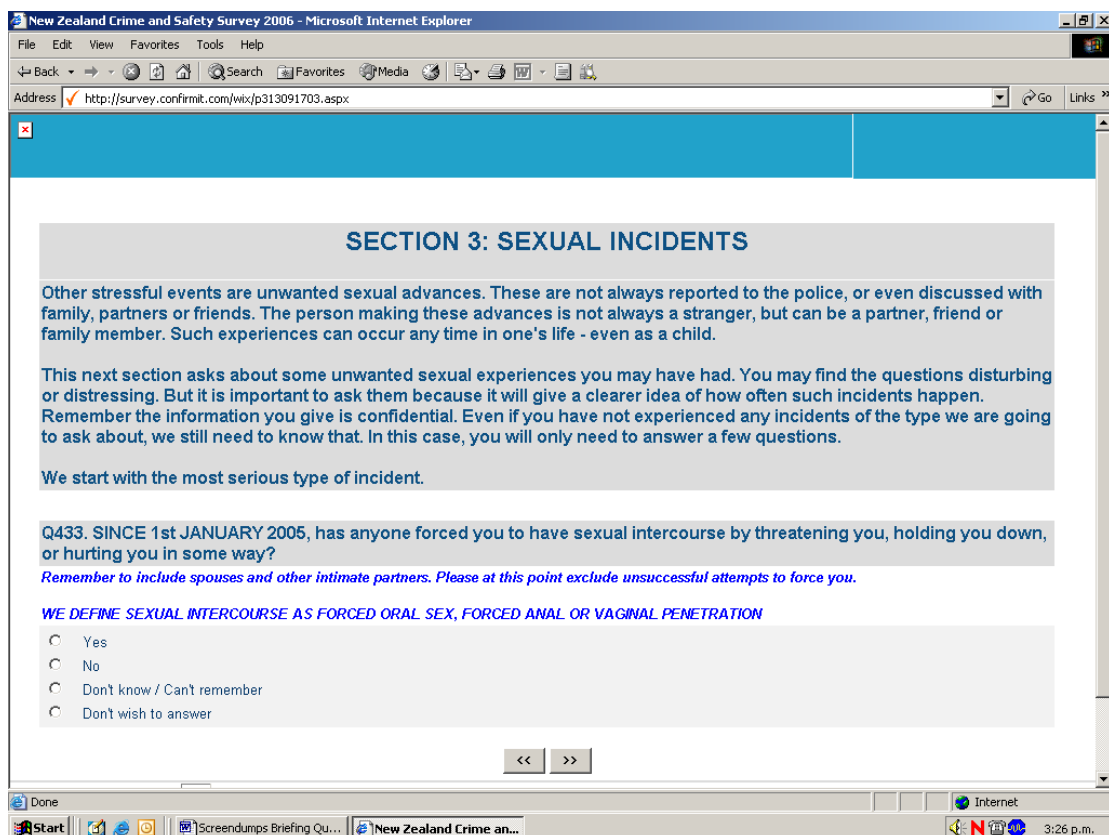 New Zealand Crime and Safety Survey 2006 - Microsoft Internet Explorer
File Edit View Favorites Tools Help
Back Search Favorites Media
Address http://survey.confirmit.com/wix/p313091703.aspx Go Links »
SECTION 3: SEXUAL INCIDENTS
Other stressful events are unwanted sexual advances. These are not always reported to the police, or even discussed with
family, partners or friends. The person making these advances is not always a stranger, but can be a partner, friend or
family member. Such experiences can occur any time in one's life - even as a child.
This next section asks about some unwanted sexual experiences you may have had. You may find the questions disturbing
or distressing. But it is important to ask them because it will give a clearer idea of how often such incidents happen.
Remember the information you give is confidential. Even if you have not experienced any incidents of the type we are going
to ask about, we still need to know that. In this case, you will only need to answer a few questions.
We start with the most serious type of incident.
Q433. SINCE 1st JANUARY 2005, has anyone forced you to have sexual intercourse by threatening you, holding you down,
or hurting you in some way?
Remember to include spouses and other intimate partners. Please at this point exclude unsuccessful attempts to force you.
WE DEFINE SEXUAL INTERCOURSE AS FORCED ORAL SEX, FORCED ANAL OR VAGINAL PENETRATION
Yes
No
Don't know / Can't remember
Don't wish to answer
<< >>
Done Internet
Start Screendumps Briefing Qu... New Zealand Crime an... 3:26 p.m.